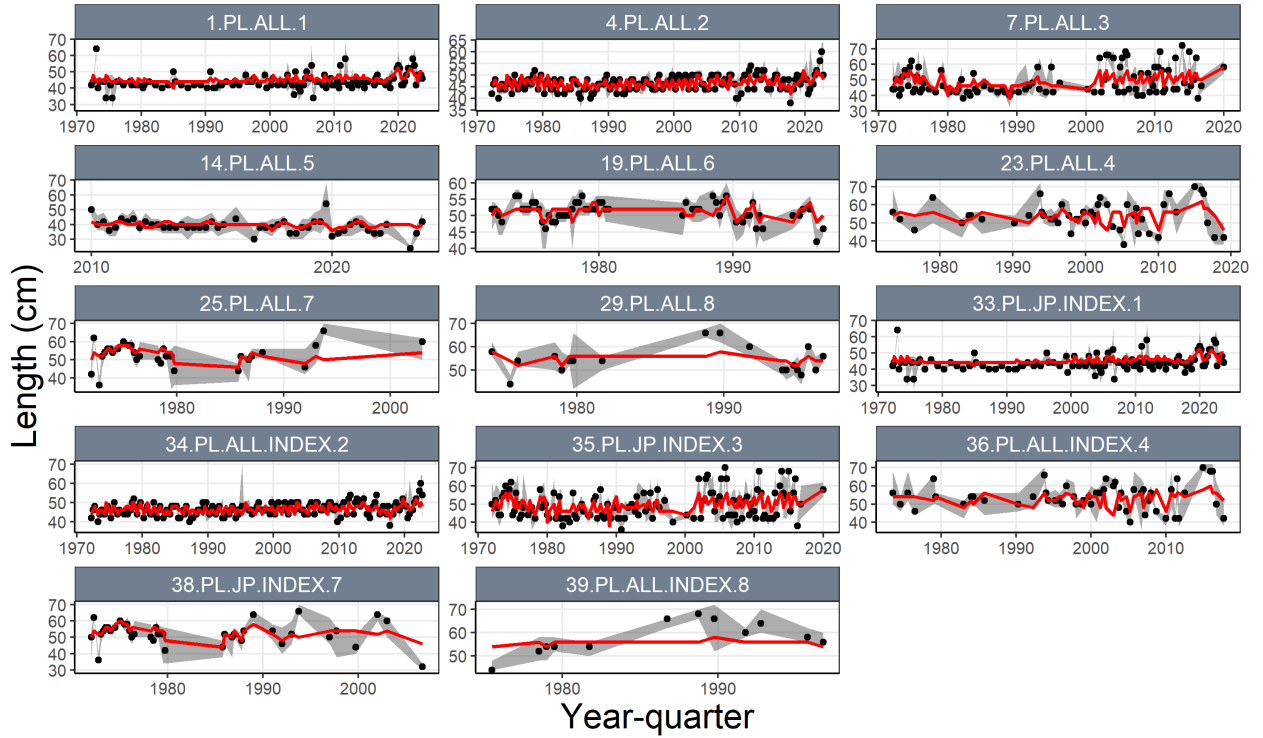 1.PL.ALL.1
70
60
50
40
30
1970 1980 1990 2000 2010 2020
4.PL.ALL.2
65
60
55
50
45
40
35
1970 1980 1990 2000 2010 2020
7.PL.ALL.3
70
60
50
40
30
1970 1980 1990 2000 2010 2020
14.PL.ALL.5
70
60
50
40
30
2010 2020
19.PL.ALL.6
60
55
50
45
40
1980 1990
23.PL.ALL.4
70
60
50
40
1980 1990 2000 2010 2020
25.PL.ALL.7
70
60
50
40
1980 1990 2000
29.PL.ALL.8
70
60
50
1980 1990
33.PL.JP.INDEX.1
70
60
50
40
30
1970 1980 1990 2000 2010 2020
34.PL.ALL.INDEX.2
70
60
50
40
1970 1980 1990 2000 2010 2020
35.PL.JP.INDEX.3
70
60
50
40
1970 1980 1990 2000 2010 2020
36.PL.ALL.INDEX.4
70
60
50
40
1980 1990 2000 2010
38.PL.JP.INDEX.7
70
60
50
40
30
1980 1990 2000
39.PL.ALL.INDEX.8
70
60
50
1980 1990
Length (cm)
Year-quarter